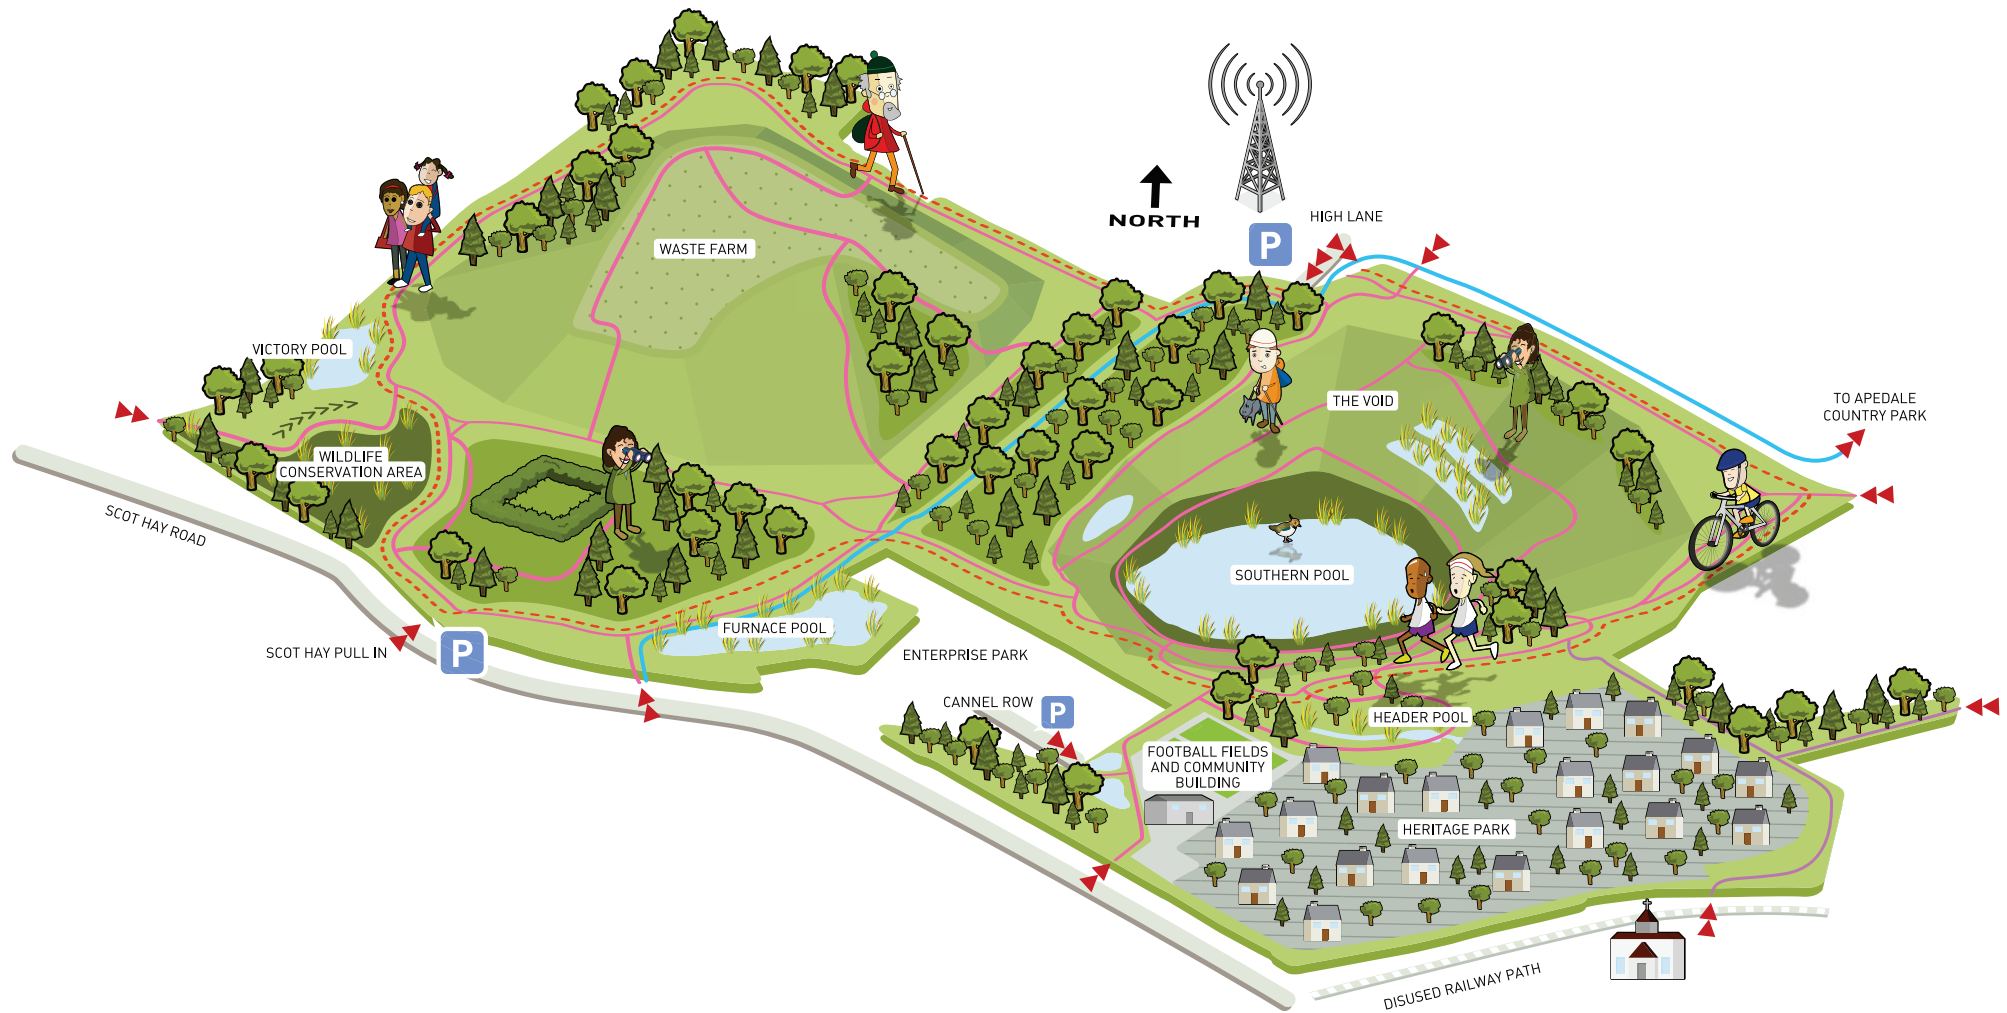 NORTH
P
HIGH LANE
WASTE FARM
VICTORY POOL
THE VOID
TO APEDALE
COUNTRY PARK
WILDLIFE
CONSERVATION AREA
SCOT HAY ROAD
SOUTHERN POOL
FURNACE POOL
SCOT HAY PULL IN
P
ENTERPRISE PARK
CANNEL ROW
P
HEADER POOL
FOOTBALL FIELDS
AND COMMUNITY
BUILDING
HERITAGE PARK
DISUSED RAILWAY PATH